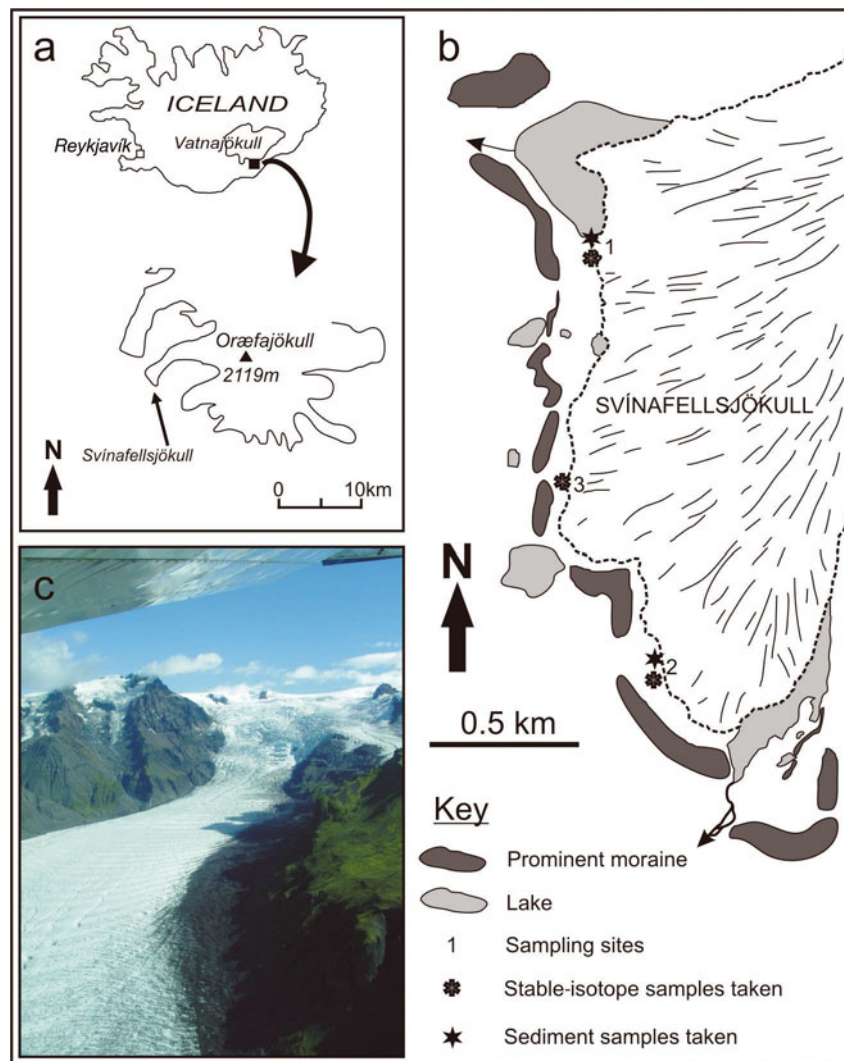 a
ICELAND
Reykjavík
Vatnajökull
Oræfajökull
2119m
Svínafellsjökull
N
0 10km
b
1
SVÍNAFELLSJÖKULL
3
N
2
0.5 km
Key
Prominent moraine
Lake
1 Sampling sites
Stable-isotope samples taken
Sediment samples taken
c